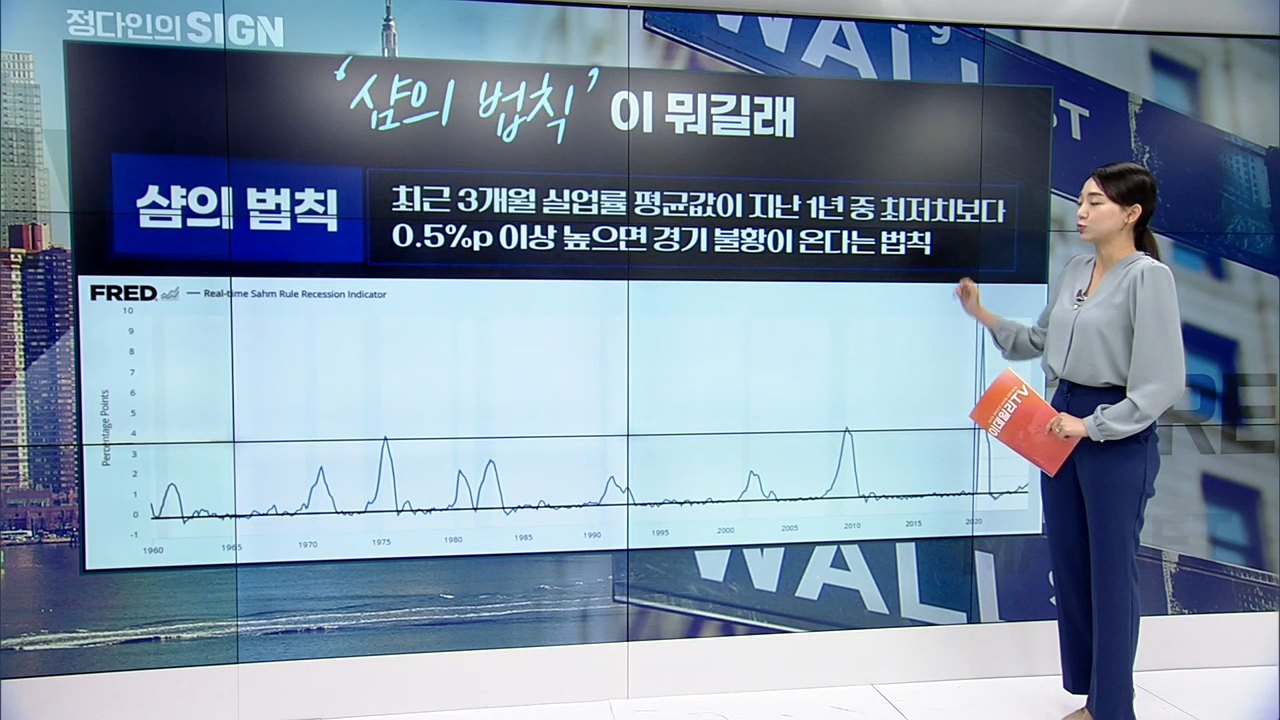 정다인의 SIGN
WALL
ST
'샴의 법칙' 이 뭐길래
샴의 법칙
최근 3개월 실업률 평균값이 지난 1년 중 최저치보다
0.5%p 이상 높으면 경기 불황이 온다는 법칙
FRED
Real-time Sahm Rule Recession Indicator
Percentage Points
10
9
8
7
6
5
4
3
2
1
0
-1
1960
1965
1970
1975
1980
1985
1990
1995
2000
2005
2010
2015
2020
이데일리TV
WALL
RE